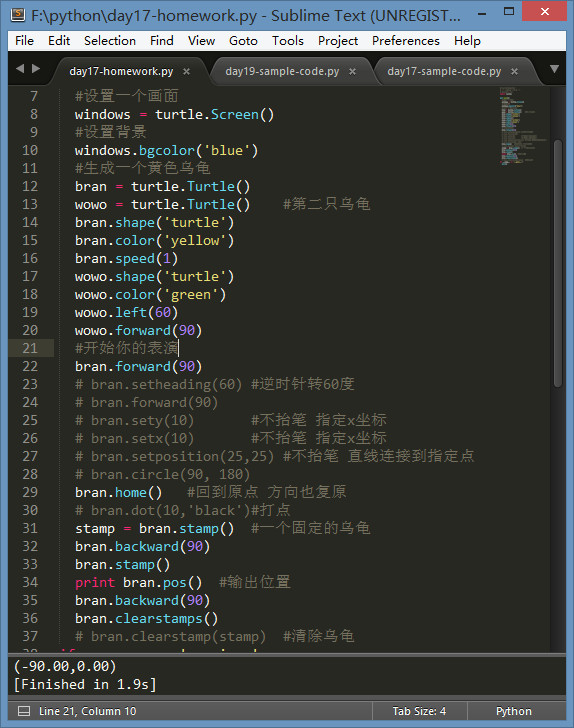 F:\python\day17-homework.py - Sublime Text (UNREGIST...
File Edit Selection Find View Goto Tools Project Preferences Help
day17-homework.py × day19-sample-code.py × day17-sample-code.py ×
7 #设置一个画面
8 windows = turtle.Screen()
9 #设置背景
10 windows.bgcolor('blue')
11 #生成一个黄色乌龟
12 bran = turtle.Turtle()
13 wowo = turtle.Turtle() #第二只乌龟
14 bran.shape('turtle')
15 bran.color('yellow')
16 bran.speed(1)
17 wowo.shape('turtle')
18 wowo.color('green')
19 wowo.left(60)
20 wowo.forward(90)
21 #开始你的表演
22 bran.forward(90)
23 # bran.setheading(60) #逆时针转60度
24 # bran.forward(90)
25 # bran.sety(10) #不抬笔 指定x坐标
26 # bran.setx(10) #不抬笔 指定x坐标
27 # bran.setposition(25,25) #不抬笔 直线连接到指定点
28 # bran.circle(90, 180)
29 bran.home() #回到原点 方向也复原
30 # bran.dot(10,'black')#打点
31 stamp = bran.stamp() #一个固定的乌龟
32 bran.backward(90)
33 bran.stamp()
34 print bran.pos() #输出位置
35 bran.backward(90)
36 bran.clearstamps()
37 # bran.clearstamp(stamp) #清除乌龟
(-90.00,0.00)
[Finished in 1.9s]
Line 21, Column 10 Tab Size: 4 Python